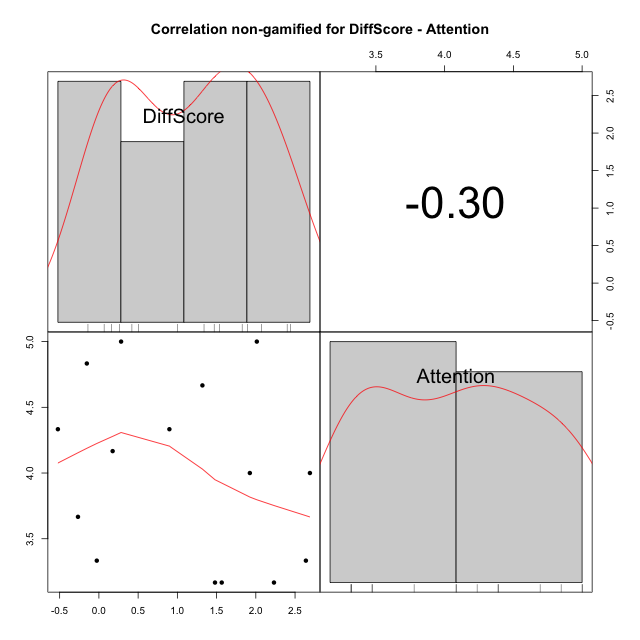 Correlation non-gamified for DiffScore - Attention
3.5 4.0 4.5 5.0
DiffScore
-0.30
2.5
2.0
1.5
1.0
0.5
0.0
-0.5
5.0
4.5
4.0
3.5
Attention
-0.5 0.0 0.5 1.0 1.5 2.0 2.5